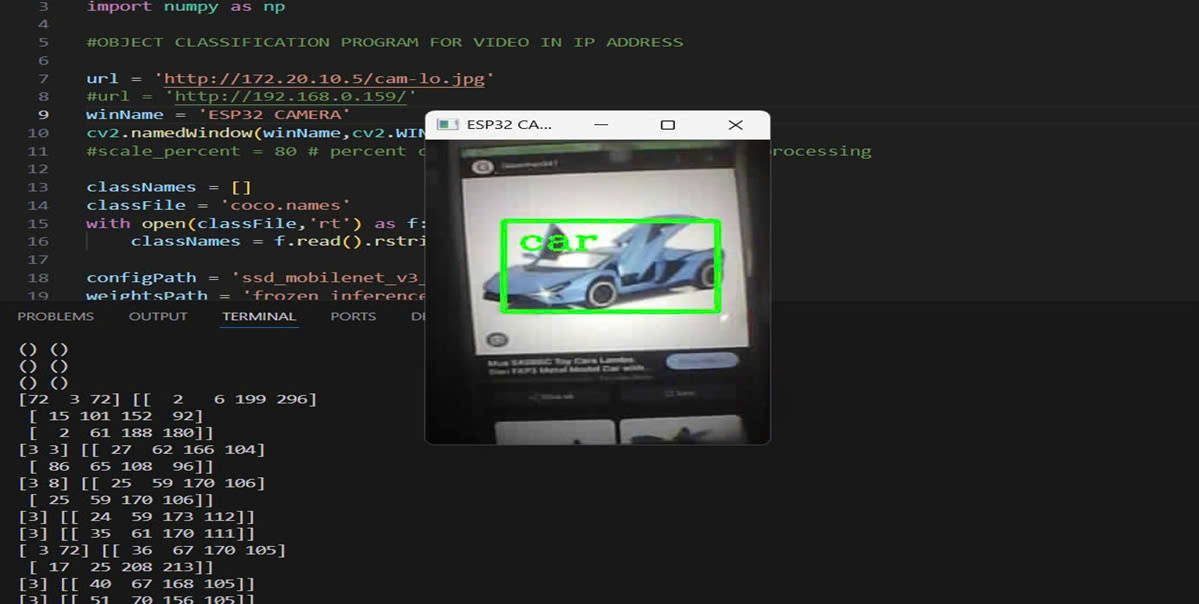 3 import numpy as np
4
5 #OBJECT CLASSIFICATION PROGRAM FOR VIDEO IN IP ADDRESS
6
7 url = 'http://172.20.10.5/cam-lo.jpg'
8 #url = 'http://192.168.0.159/'
9 winName = 'ESP32 CAMERA'
10 cv2.namedWindow(winName,cv2.WIN
11 #scale_percent = 80 # percent o rocessing
12
13 classNames = []
14 classFile = 'coco.names'
15 with open(classFile,'rt') as f:
16 classNames = f.read().rstri
17
18 configPath = 'ssd_mobilenet_v3_
19 weightsPath = 'frozen_inference
ESP32 CA...
car
Toy Cars
Metal Model Car with
PROBLEMS OUTPUT TERMINAL PORTS DE
() ()
() ()
() ()
[72 3 72] [[ 2 6 199 296]
[ 15 101 152 92]
[ 2 61 188 180]]
[3 3] [[ 27 62 166 104]
[ 86 65 108 96]]
[3 8] [[ 25 59 170 106]
[ 25 59 170 106]]
[3] [[ 24 59 173 112]]
[3] [[ 35 61 170 111]]
[ 3 72] [[ 36 67 170 105]
[ 17 25 208 213]]
[3] [[ 40 67 168 105]]
[3] [[ 51 70 156 105]]